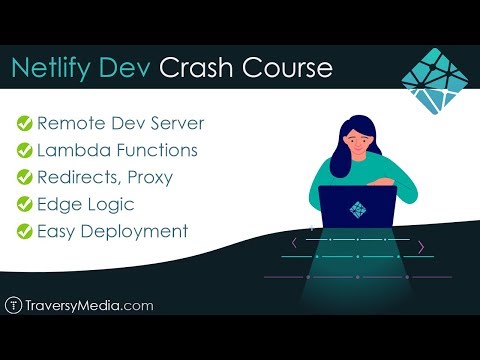 Netlify Dev Crash Course
Remote Dev Server
Lambda Functions
Redirects, Proxy
Edge Logic
Easy Deployment
TraversyMedia.com